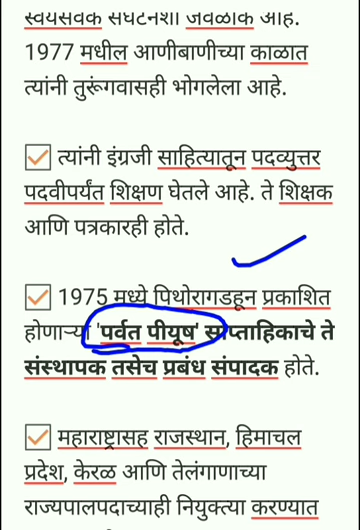 स्वयंसेवक संघटनेशी जवळीक आहे.
1977 मधील आणीबाणीच्या काळात
त्यांनी तुरूंगवासही भोगलेला आहे.
त्यांनी इंग्रजी साहित्यातून पदव्युत्तर
पदवीपर्यंत शिक्षण घेतले आहे. ते शिक्षक
आणि पत्रकारही होते.
1975 मध्ये पिथोरागडहून प्रकाशित
होणाऱ्या 'पर्वत पीयूष' साप्ताहिकाचे ते
संस्थापक तसेच प्रबंध संपादक होते.
महाराष्ट्रासह राजस्थान, हिमाचल
प्रदेश, केरळ आणि तेलंगाणाच्या
राज्यपालपदाच्याही नियुक्त्या करण्यात